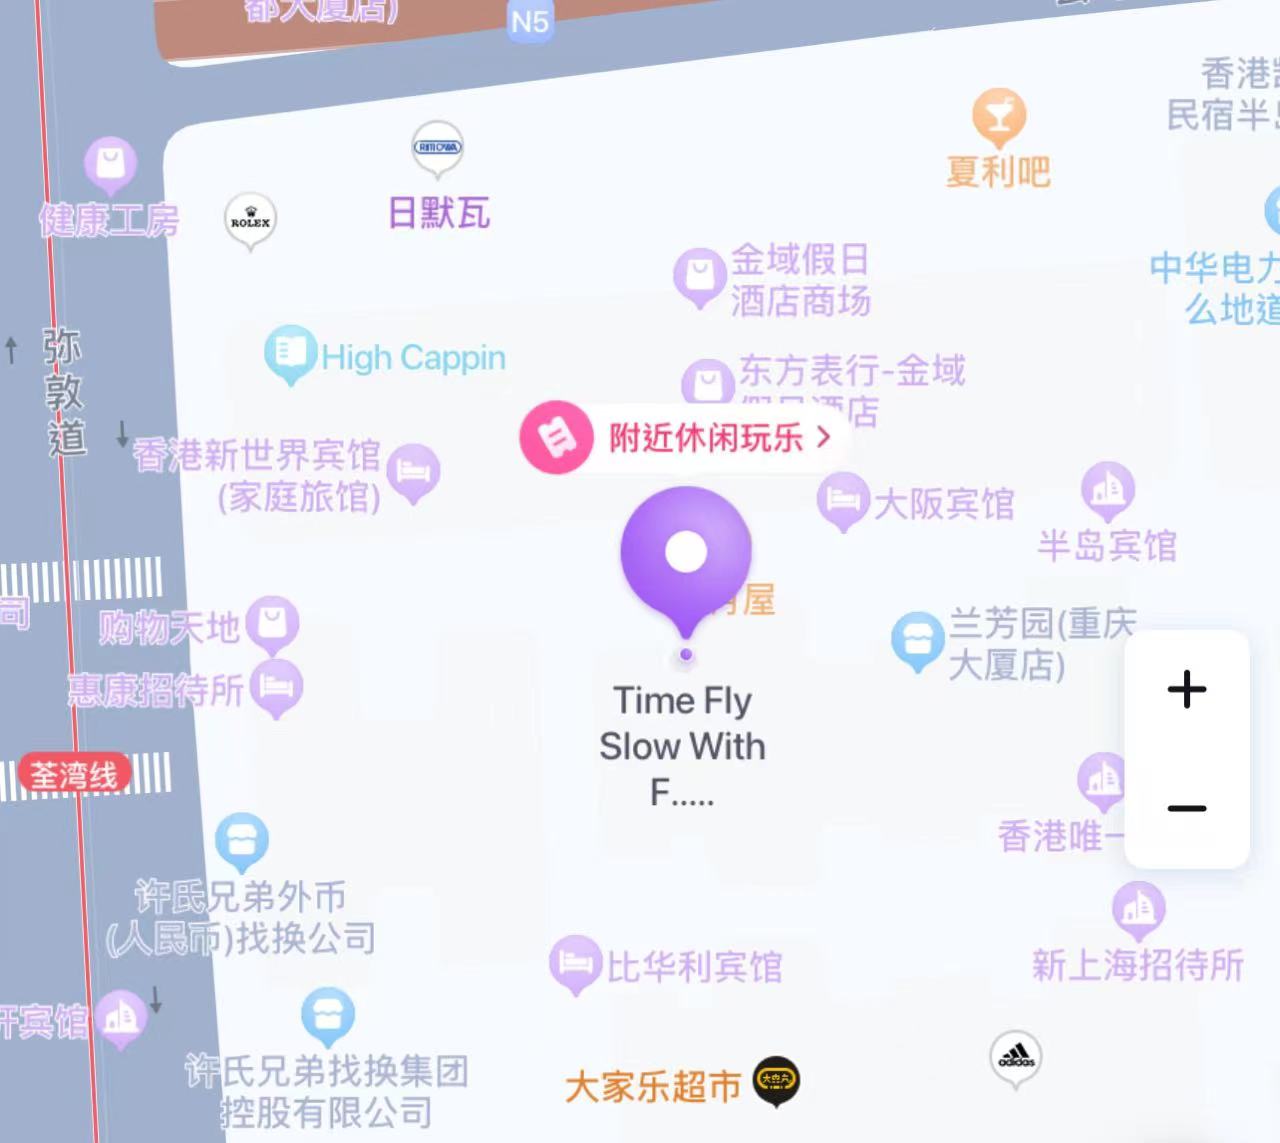 都大厦店)
N5
香港
民宿半岛
RIMOWA
日默瓦
夏利吧
健康工房
ROLEX
金域假日
酒店商场
中华电力
么地道
弥
敦
道
High Cappin
东方表行-金域
假日酒店
附近休闲玩乐 >
香港新世界宾馆
(家庭旅馆)
大阪宾馆
半岛宾馆
屋
司
购物天地
兰芳园(重庆
大厦店)
惠康招待所
Time Fly
Slow With
F.....
+
荃湾线
−
香港唯一
许氏兄弟外币
(人民币)找换公司
比华利宾馆
新上海招待所
宾馆
许氏兄弟找换集团
控股有限公司
大家乐超市
adidas